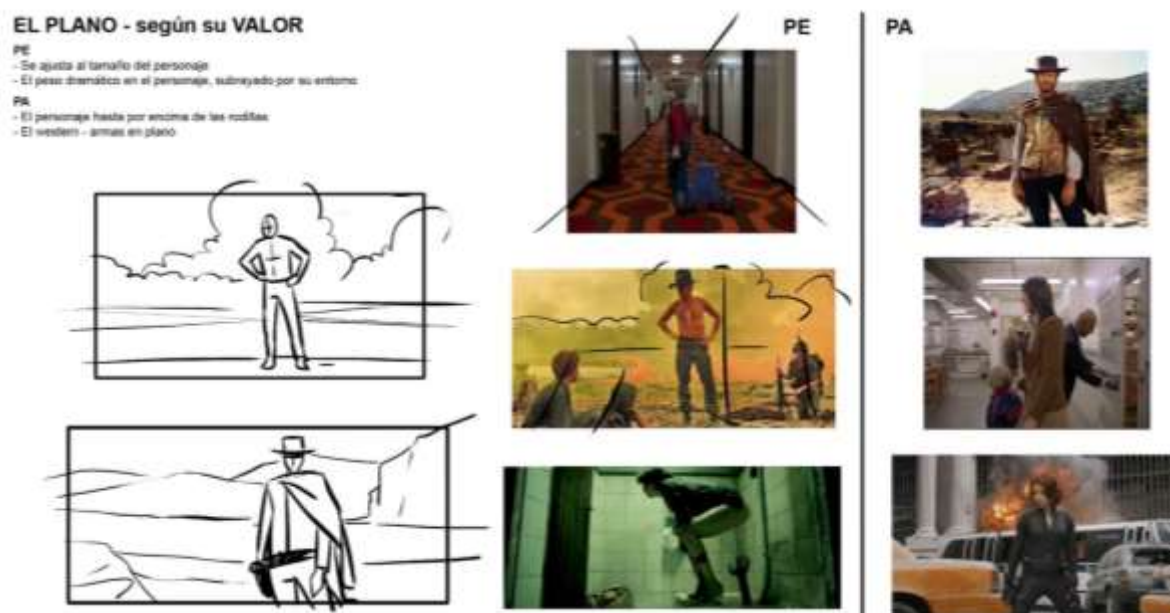 EL PLANO - según su VALOR
PE
- Se ajusta al tamaño del personaje
- El peso dramático en el personaje, subrayado por su entorno
PA
- El personaje hasta por encima de las rodillas
- El western - armas en plano
PE
PA